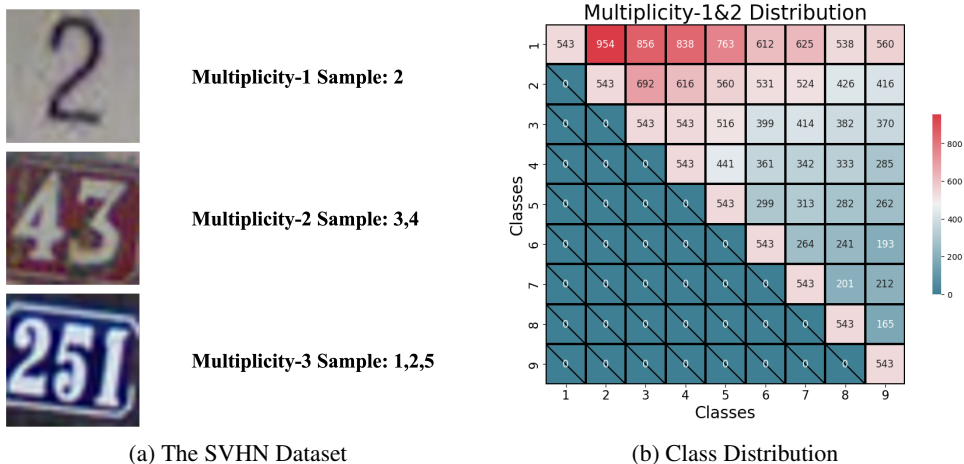 2
Multiplicity-1 Sample: 2
43
Multiplicity-2 Sample: 3,4
251
Multiplicity-3 Sample: 1,2,5
(a) The SVHN Dataset
Multiplicity-1&2 Distribution
Classes
1 543 954 856 838 763 612 625 538 560
2 0 543 692 616 560 531 524 426 416
3 0 0 543 543 516 399 414 382 370
4 0 0 0 543 441 361 342 333 285
5 0 0 0 0 543 299 313 282 262
6 0 0 0 0 0 543 264 241 193
7 0 0 0 0 0 0 543 201 212
8 0 0 0 0 0 0 0 543 165
9 0 0 0 0 0 0 0 0 543
1 2 3 4 5 6 7 8 9
Classes
800
600
400
200
0
(b) Class Distribution